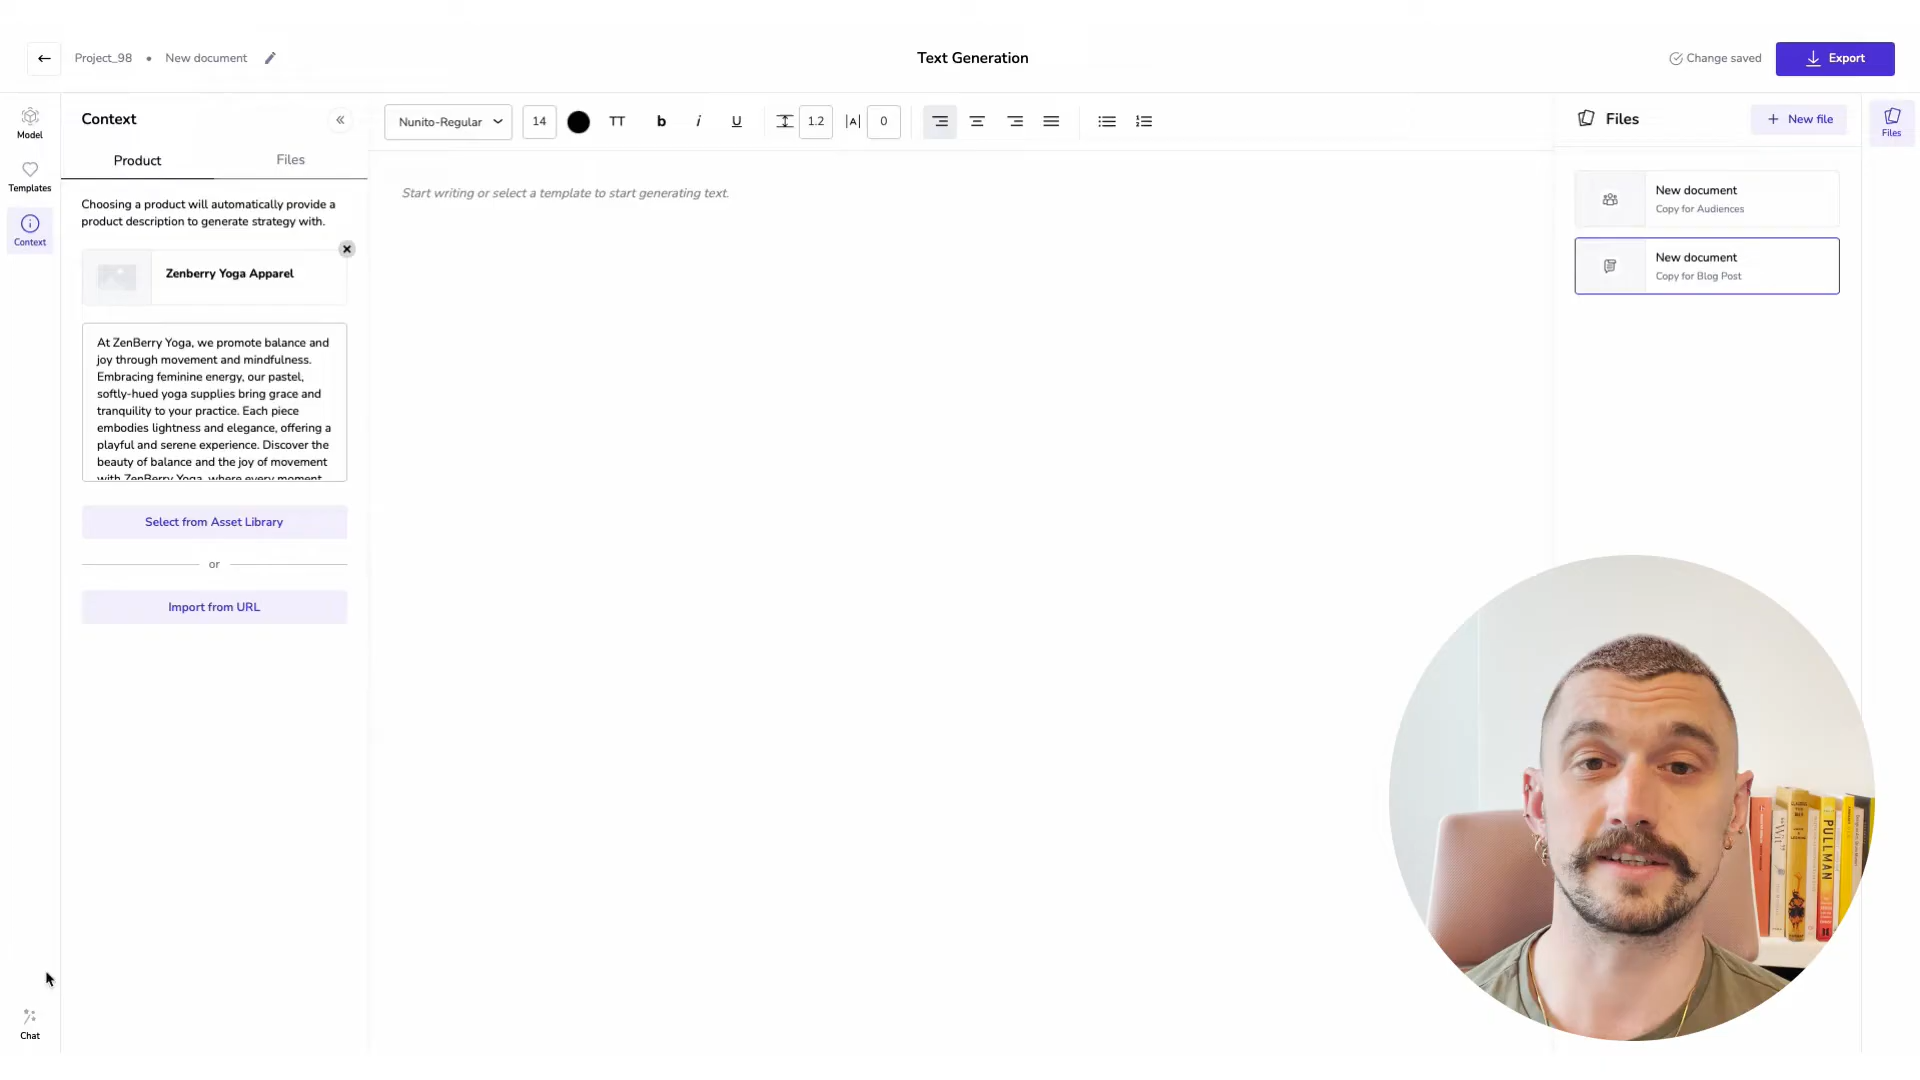 Project_98 • New document
Text Generation
Change saved
Export
Model
Templates
Context
Chat
Context
Product
Files
Choosing a product will automatically provide a
product description to generate strategy with.
Zenberry Yoga Apparel
At ZenBerry Yoga, we promote balance and
joy through movement and mindfulness.
Embracing feminine energy, our pastel,
softly-hued yoga supplies bring grace and
tranquility to your practice. Each piece
embodies lightness and elegance, offering a
playful and serene experience. Discover the
beauty of balance and the joy of movement
with ZenBerry Yoga, where every moment
Select from Asset Library
or
Import from URL
Nunito-Regular
14
TT
b
i
U
1.2
|A|
0
Start writing or select a template to start generating text.
Files
+ New file
Files
New document
Copy for Audiences
New document
Copy for Blog Post
PULLMAN